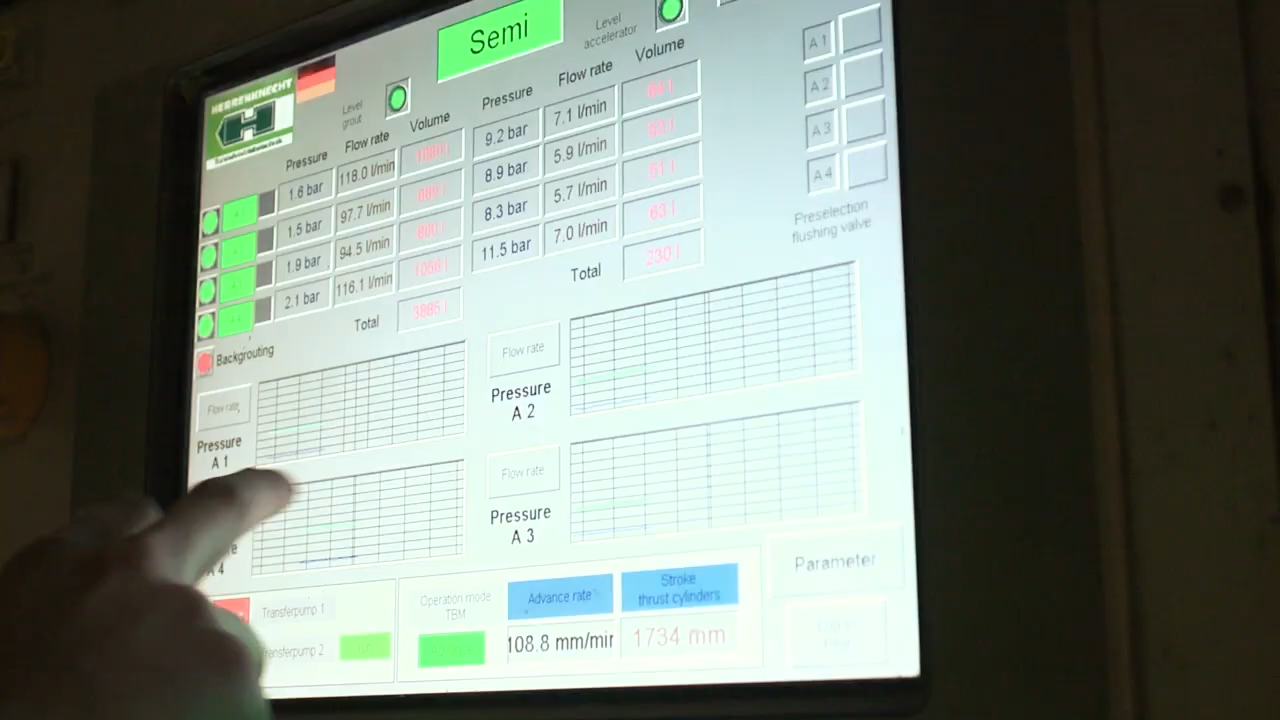 Semi
Level
accelerator
HERRENKNECHT
Level
grout
Pressure
Flow rate
Volume
Pressure
Flow rate
Volume
1.6 bar
118.0 l/min
9.2 bar
7.1 l/min
1.5 bar
97.7 l/min
8.9 bar
5.9 l/min
1.9 bar
94.5 l/min
8.3 bar
5.7 l/min
63 l
2.1 bar
116.1 l/min
11.5 bar
7.0 l/min
Total
3885 l
Total
230 l
A 1
A 2
A 3
A 4
Preselection
flushing valve
Backgrouting
Flow rate
Pressure
A 1
Flow rate
Pressure
A 2
A 4
Flow rate
Pressure
A 3
Transferpump 1
Transferpump 2
Operation mode
TBM
Advance rate
108.8 mm/min
Stroke
thrust cylinders
1734 mm
Parameter